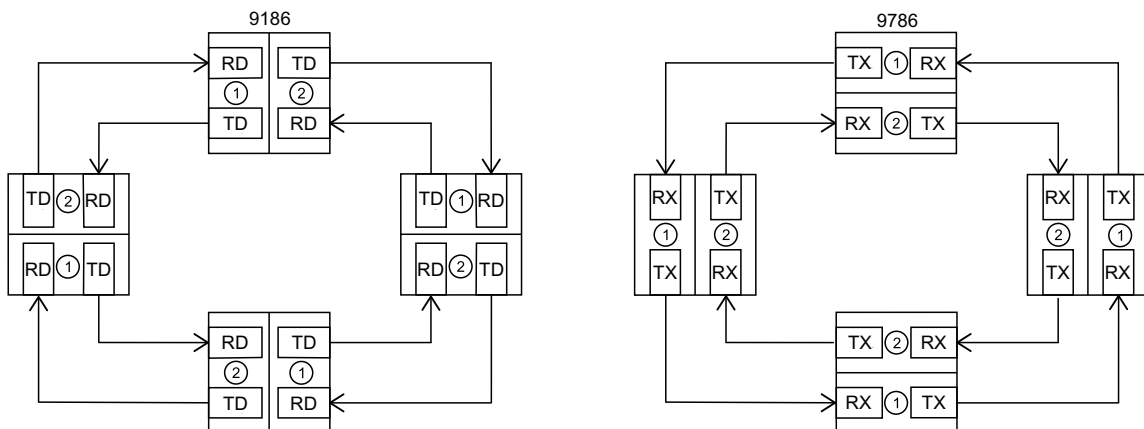 9186
RD TD
① ②
TD RD
TD ② RD
RD ① TD
TD ① RD
RD ② TD
RD TD
② ①
TD RD
9786
TX ① RX
RX ② TX
RX TX
① ②
TX RX
RX TX
② ①
TX RX
TX ② RX
RX ① TX